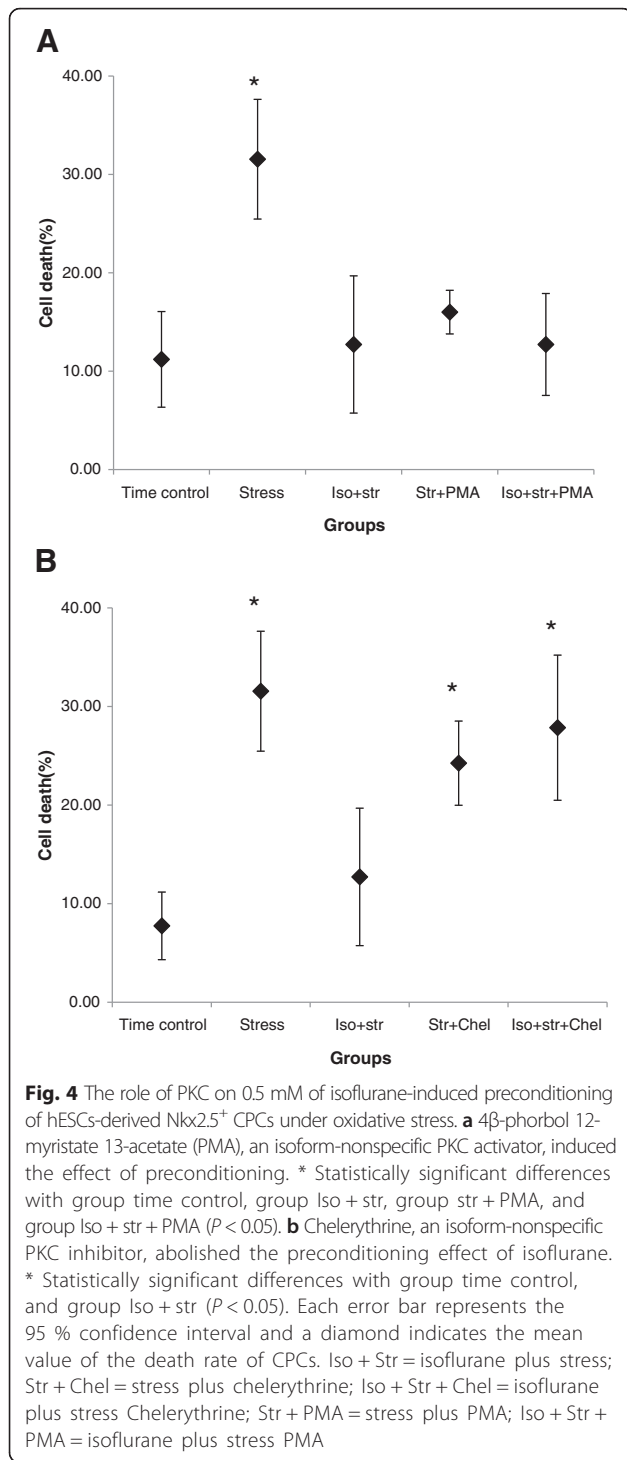 A
40.00
*
30.00
20.00
10.00
0.00
Cell death(%)
Time control Stress Iso+str Str+PMA Iso+str+PMA
Groups
B
40.00
*
*
*
30.00
20.00
10.00
0.00
Cell death(%)
Time control Stress Iso+str Str+Chel Iso+str+Chel
Groups
Fig. 4 The role of PKC on 0.5 mM of isoflurane-induced preconditioning
of hESCs-derived Nkx2.5⁺ CPCs under oxidative stress. a 4β-phorbol 12-
myristate 13-acetate (PMA), an isoform-nonspecific PKC activator, induced
the effect of preconditioning. * Statistically significant differences
with group time control, group Iso + str, group str + PMA, and
group Iso + str + PMA (P < 0.05). b Chelerythrine, an isoform-nonspecific
PKC inhibitor, abolished the preconditioning effect of isoflurane.
* Statistically significant differences with group time control,
and group Iso + str (P < 0.05). Each error bar represents the
95 % confidence interval and a diamond indicates the mean
value of the death rate of CPCs. Iso + Str = isoflurane plus stress;
Str + Chel = stress plus chelerythrine; Iso + Str + Chel = isoflurane
plus stress Chelerythrine; Str + PMA = stress plus PMA; Iso + Str +
PMA = isoflurane plus stress PMA